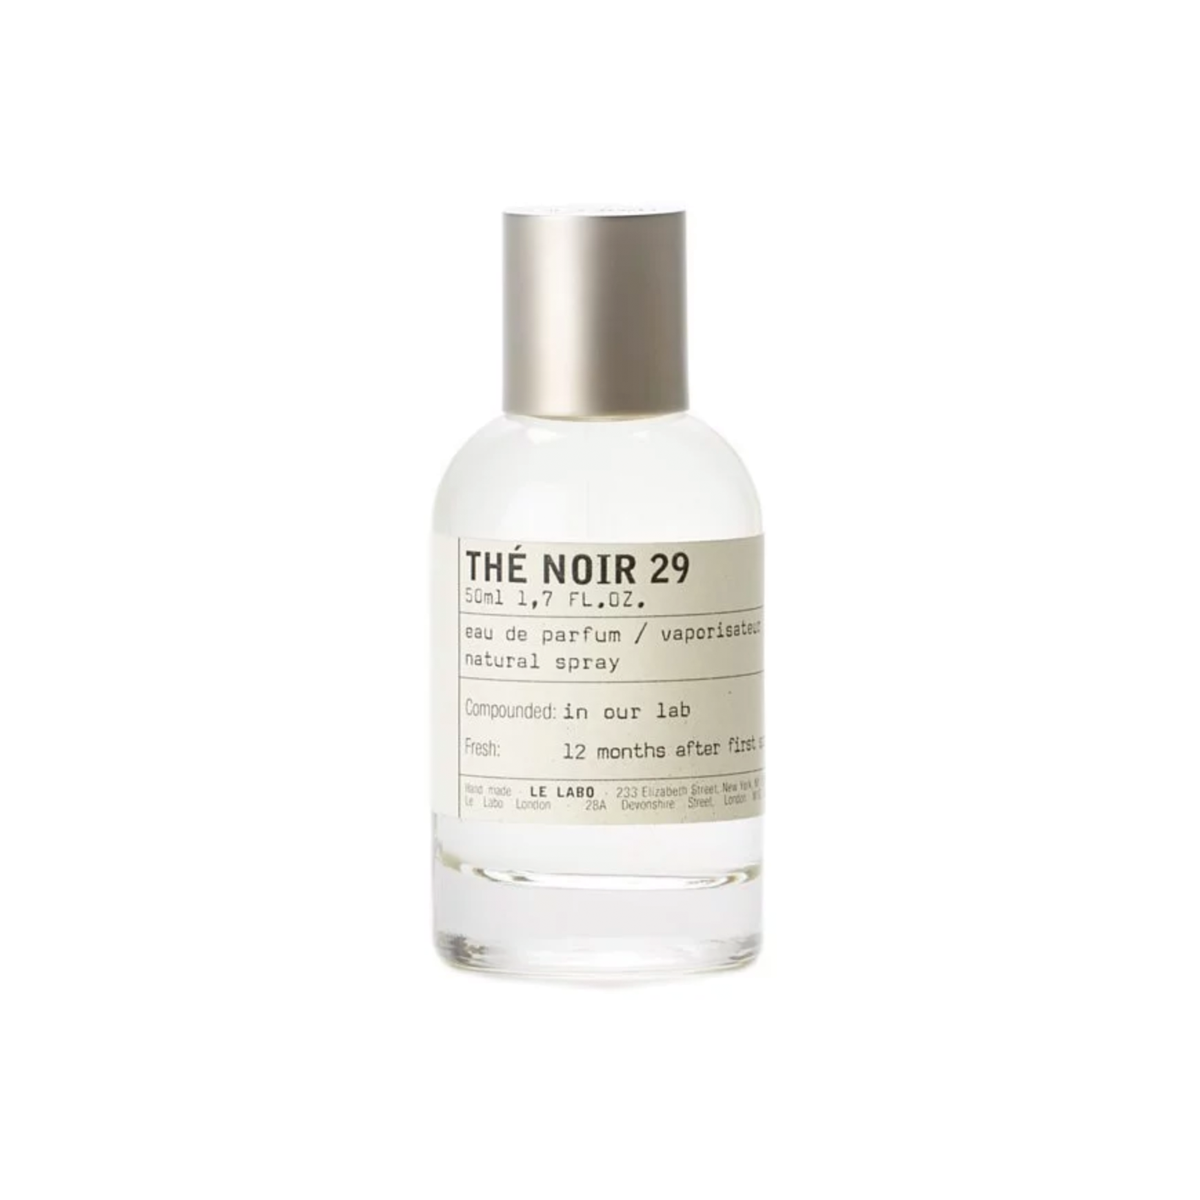 THÉ NOIR 29
50ml 1,7 FL.OZ.
eau de parfum / vaporisateur
natural spray
Compounded: in our lab
Fresh: 12 months after first
Hand made · LE LABO · 233 Elizabeth Street, New York,
Le Labo London · 28A Devonshire Street, London